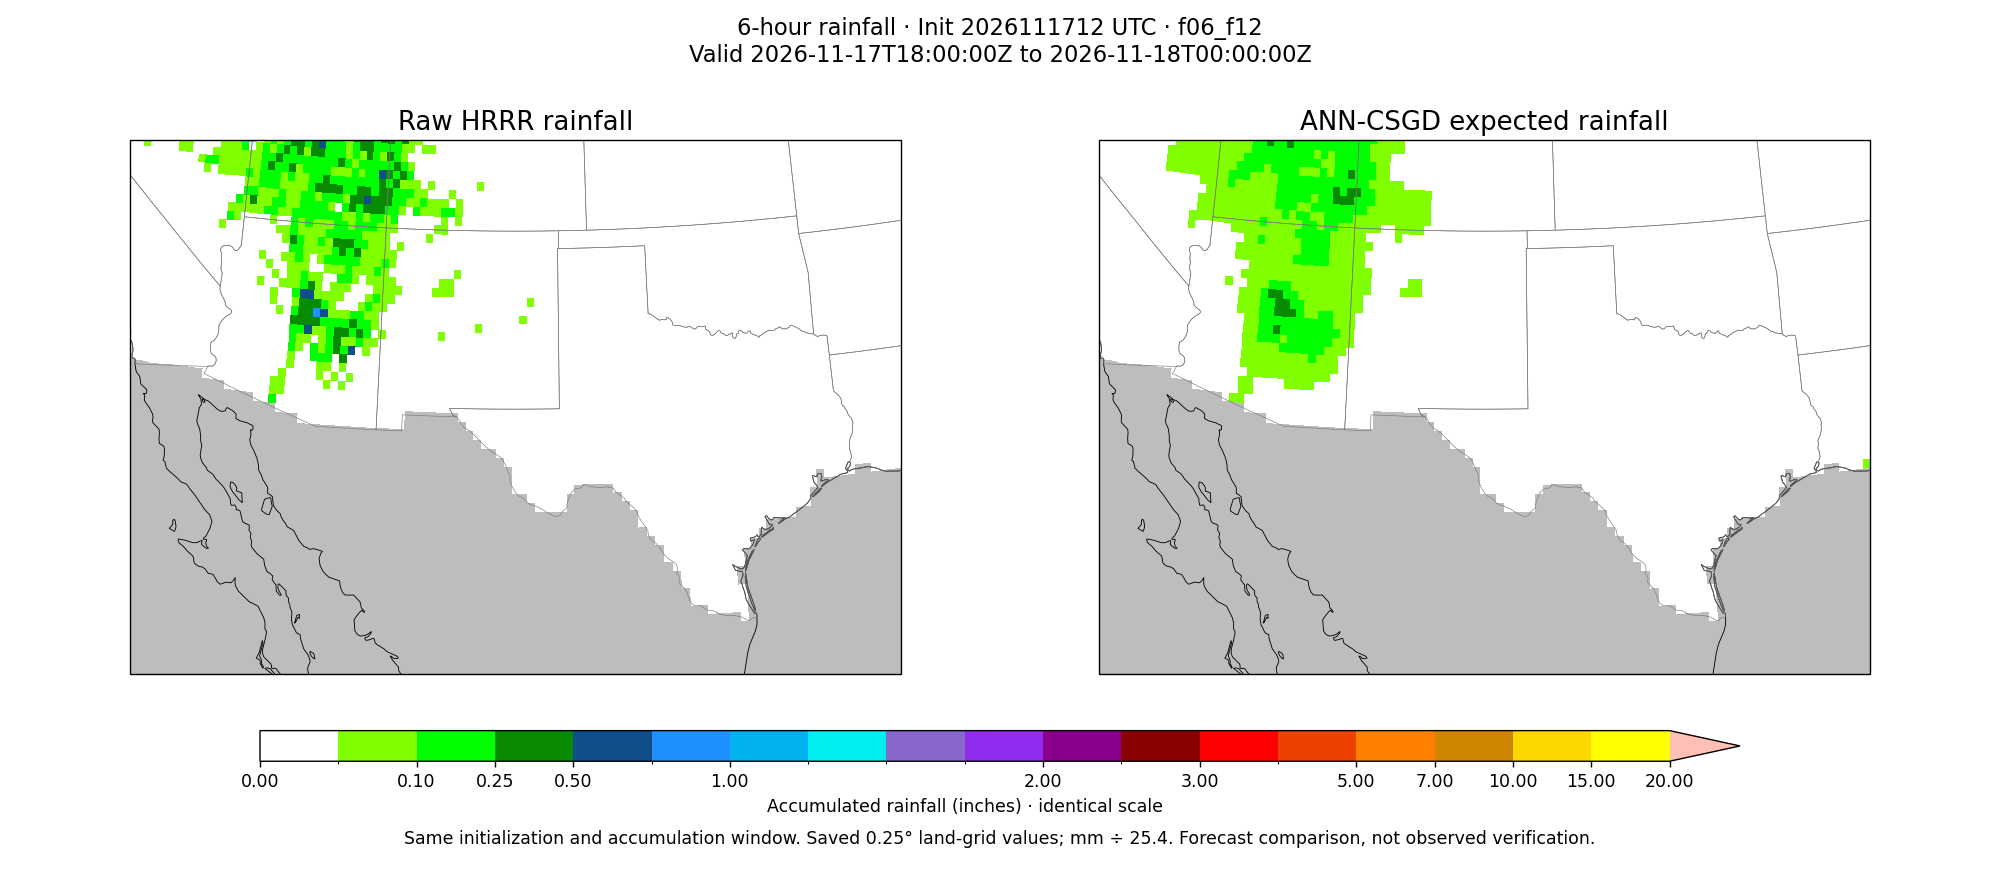 6-hour rainfall · Init 2026111712 UTC · f06_f12
Valid 2026-11-17T18:00:00Z to 2026-11-18T00:00:00Z
Raw HRRR rainfall
ANN-CSGD expected rainfall
0.00 0.10 0.25 0.50 1.00 2.00 3.00 5.00 7.00 10.00 15.00 20.00
Accumulated rainfall (inches) · identical scale
Same initialization and accumulation window. Saved 0.25° land-grid values; mm ÷ 25.4. Forecast comparison, not observed verification.